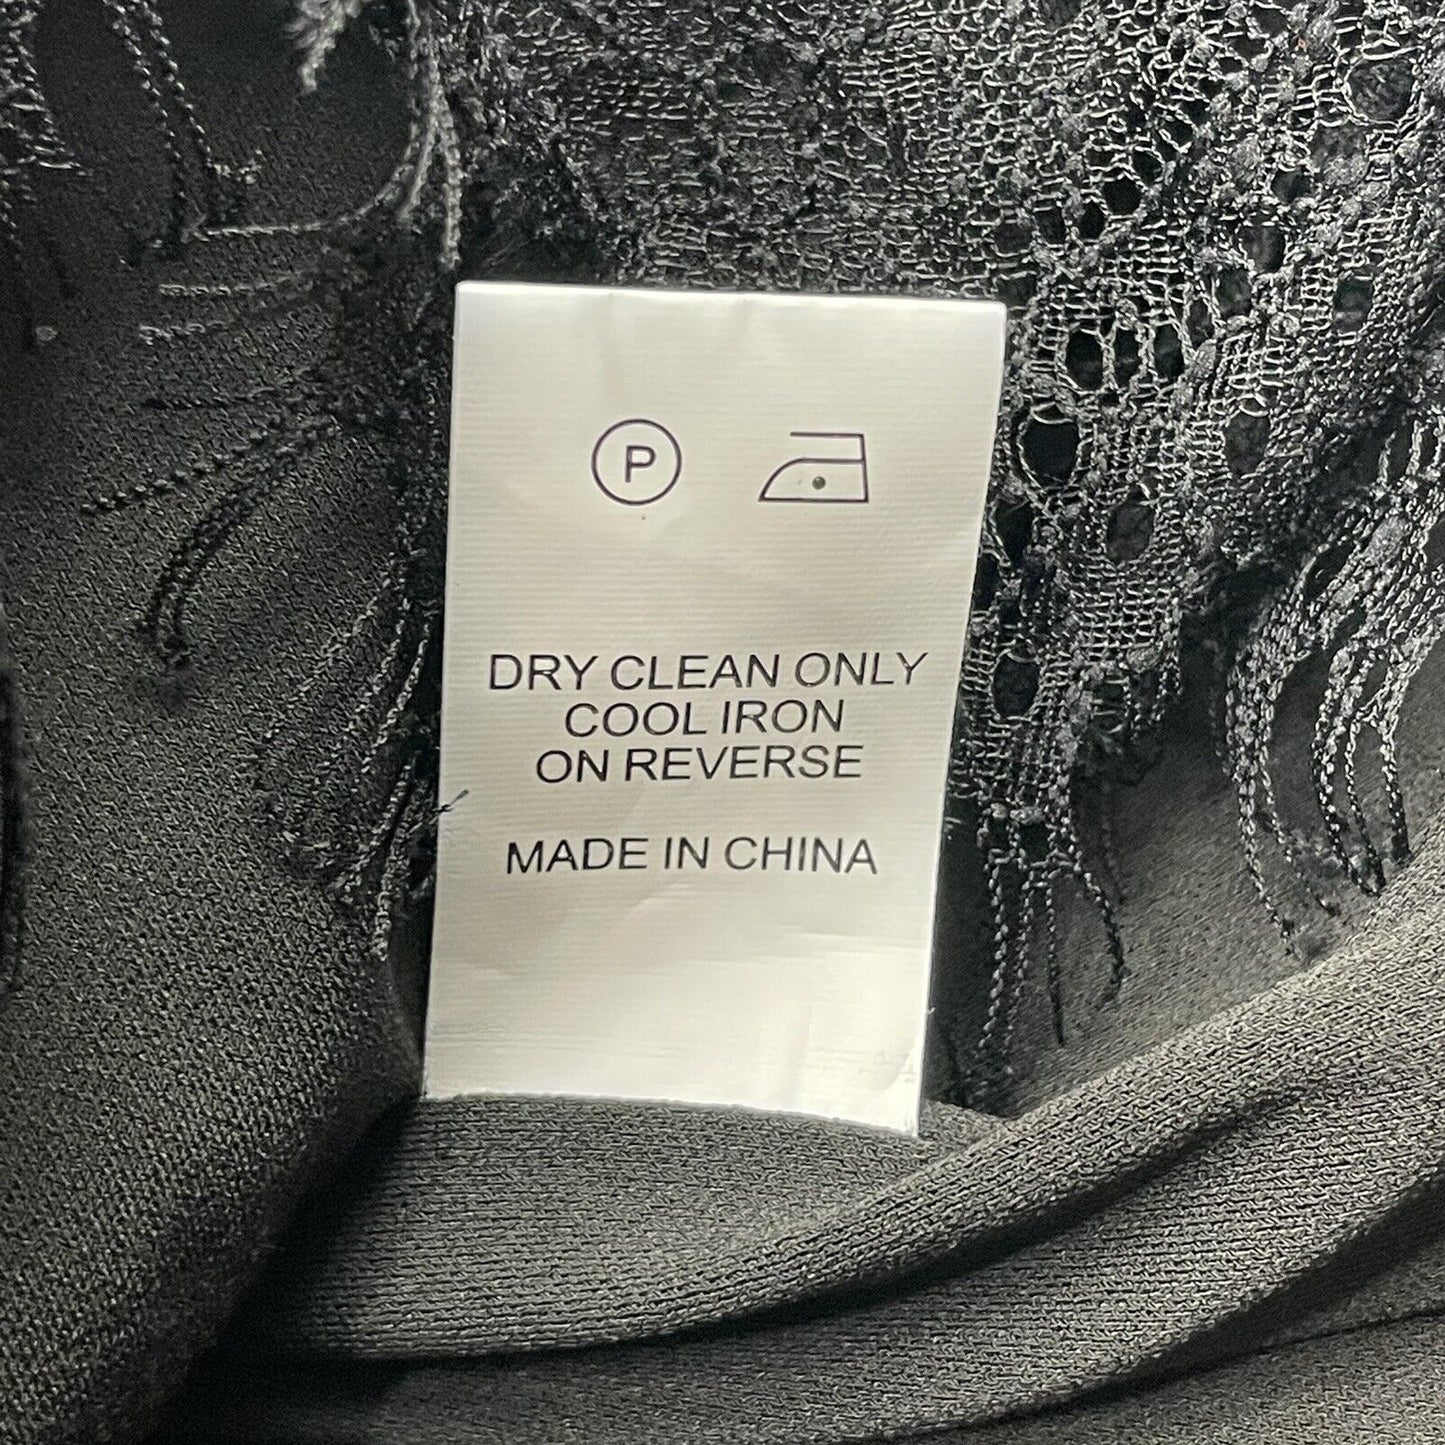 P
DRY CLEAN ONLY
COOL IRON
ON REVERSE
MADE IN CHINA